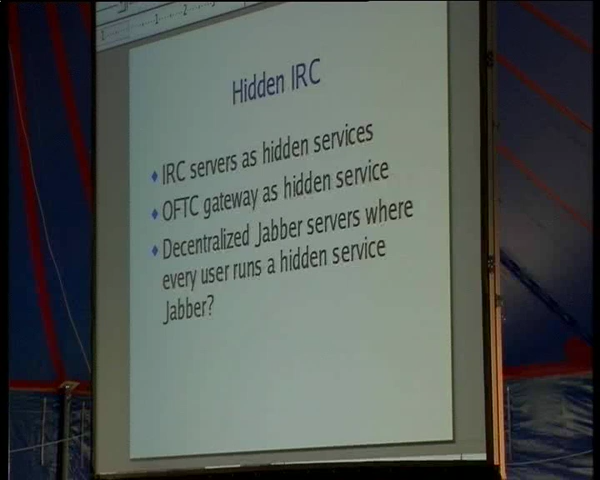 Hidden IRC
IRC servers as hidden services
OFTC gateway as hidden service
Decentralized Jabber servers where
every user runs a hidden service
Jabber?